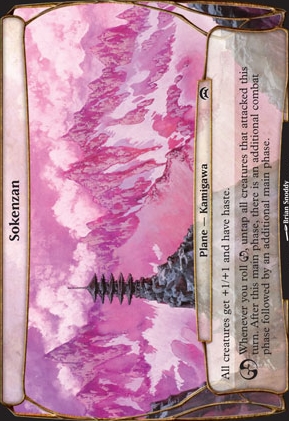 Sokenzan
Plane — Kamigawa
All creatures get +1/+1 and have haste.
Whenever you roll , untap all creatures that attacked this
turn. After this main phase, there is an additional combat
phase followed by an additional main phase.
Brian Snoddy